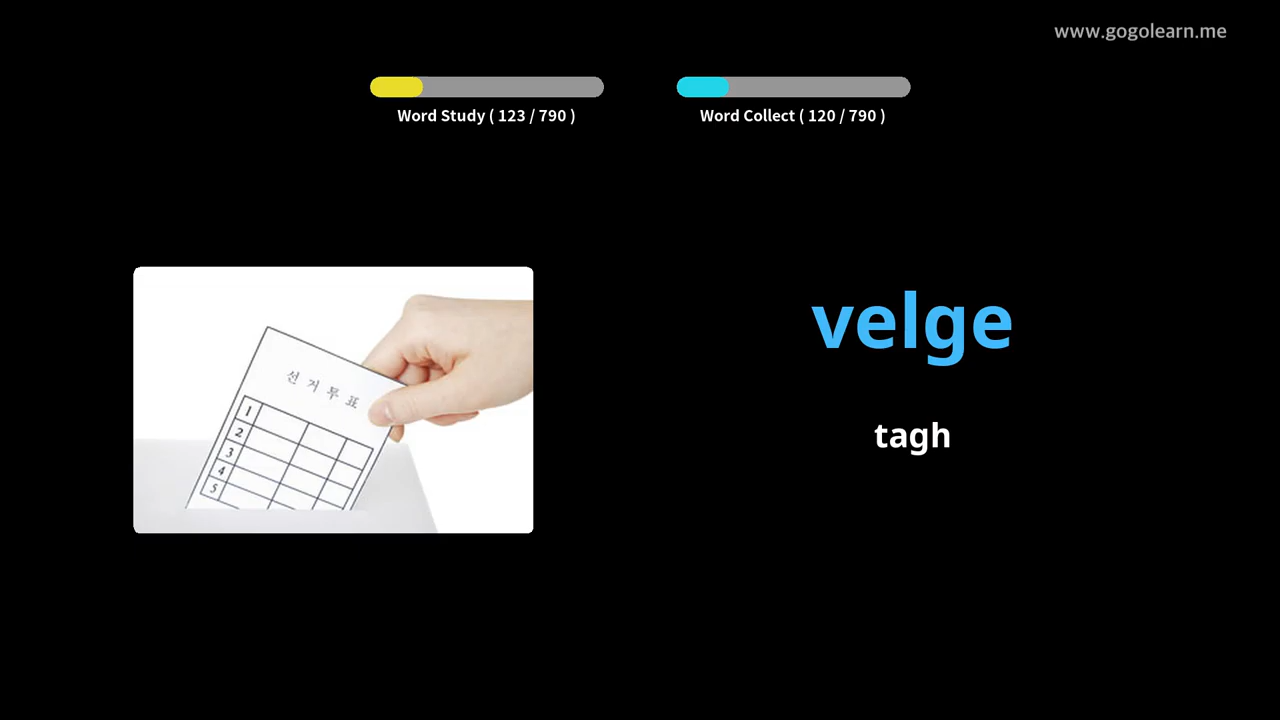 www.gogolearn.me
Word Study ( 123 / 790 )
Word Collect ( 120 / 790 )
velge
tagh
선거투표
1
2
3
4
5